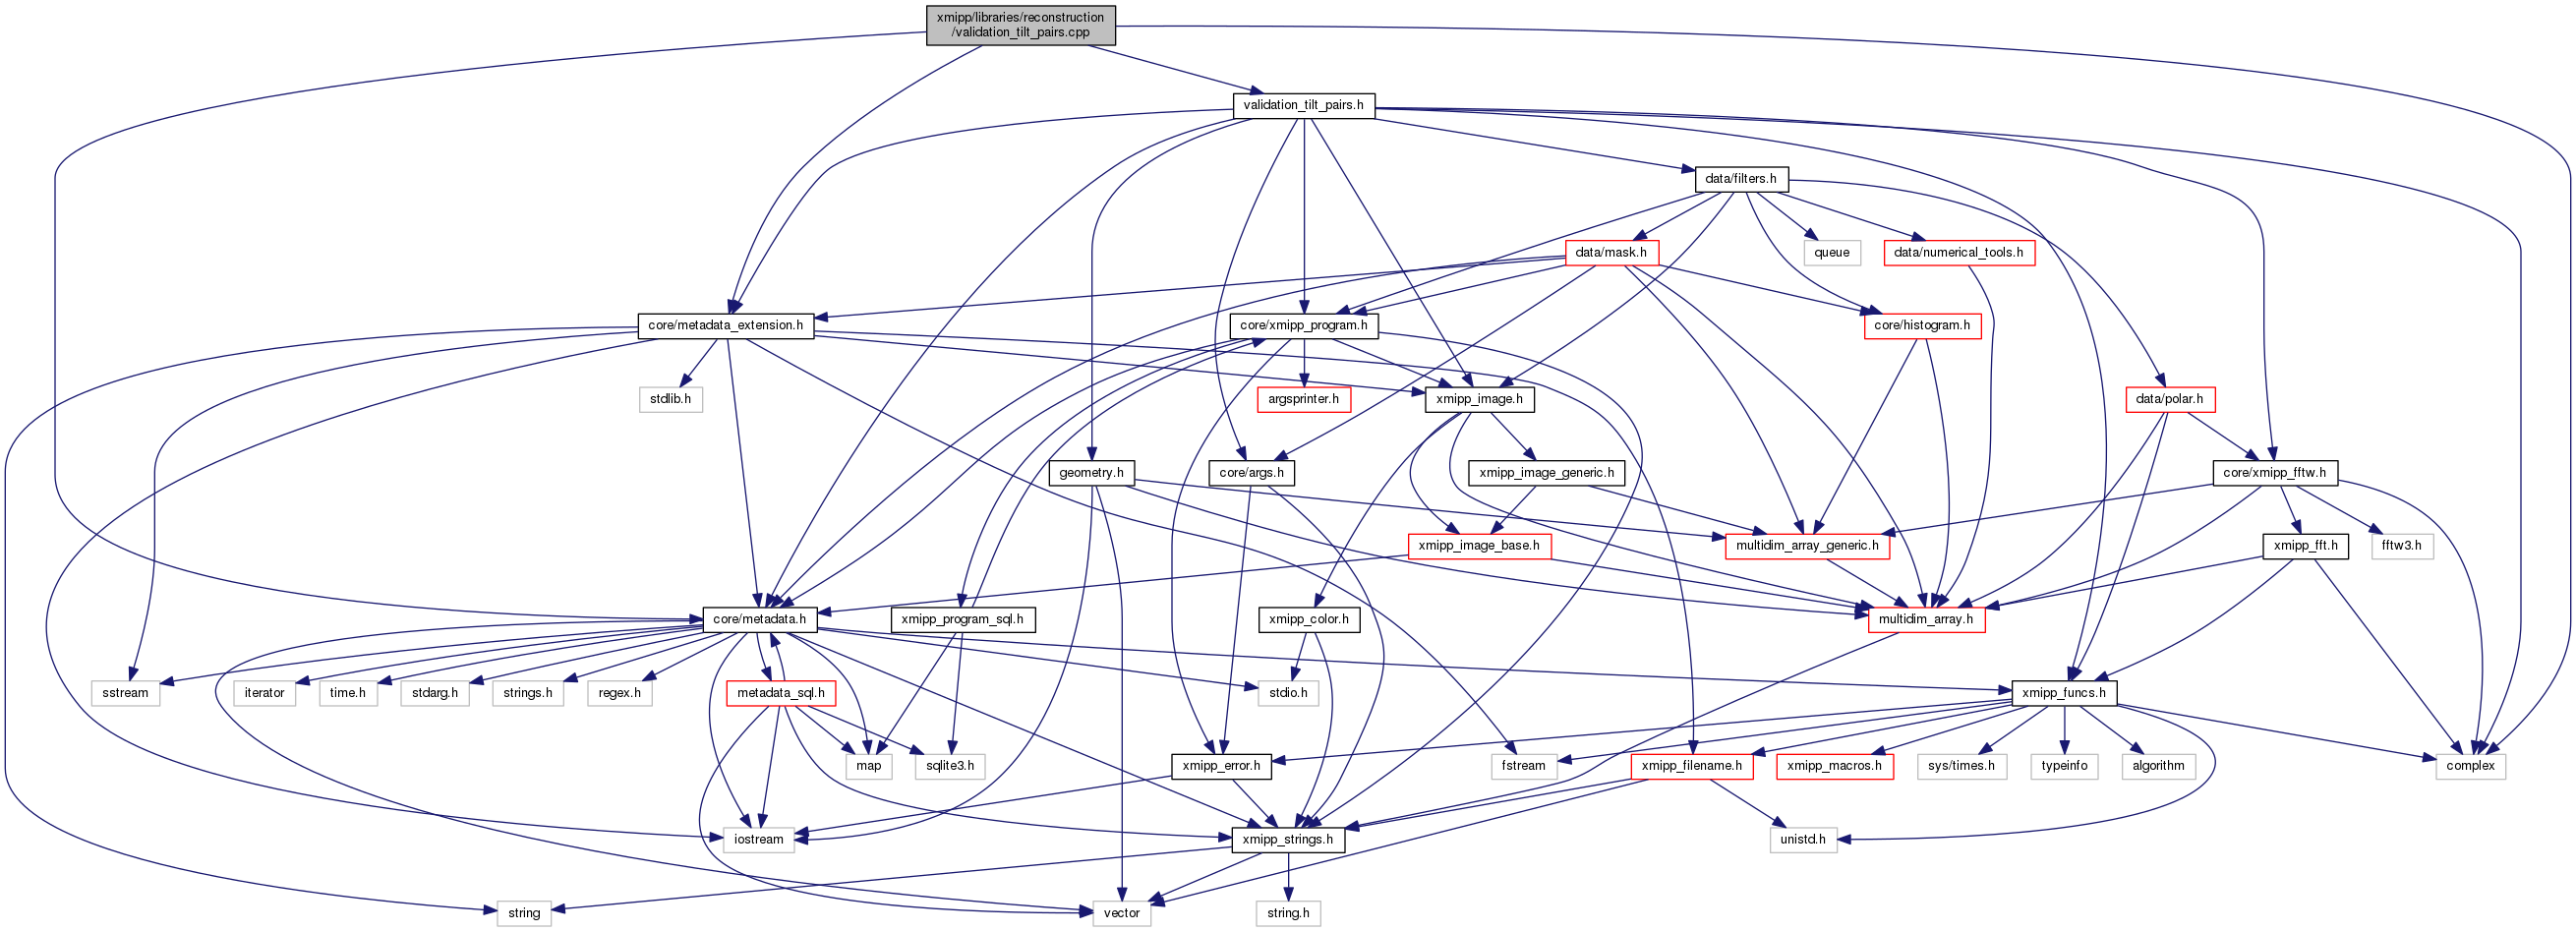 xmipp/libraries/reconstruction
/validation_tilt_pairs.cpp
validation_tilt_pairs.h
data/filters.h
data/mask.h
queue
data/numerical_tools.h
core/metadata_extension.h
core/xmipp_program.h
core/histogram.h
stdlib.h
argsprinter.h
xmipp_image.h
data/polar.h
geometry.h
core/args.h
xmipp_image_generic.h
core/xmipp_fftw.h
xmipp_image_base.h
multidim_array_generic.h
xmipp_fft.h
fftw3.h
core/metadata.h
xmipp_program_sql.h
xmipp_color.h
multidim_array.h
sstream
iterator
time.h
stdarg.h
strings.h
regex.h
metadata_sql.h
stdio.h
xmipp_funcs.h
map
sqlite3.h
xmipp_error.h
fstream
xmipp_filename.h
xmipp_macros.h
sys/times.h
typeinfo
algorithm
complex
iostream
xmipp_strings.h
unistd.h
string
vector
string.h